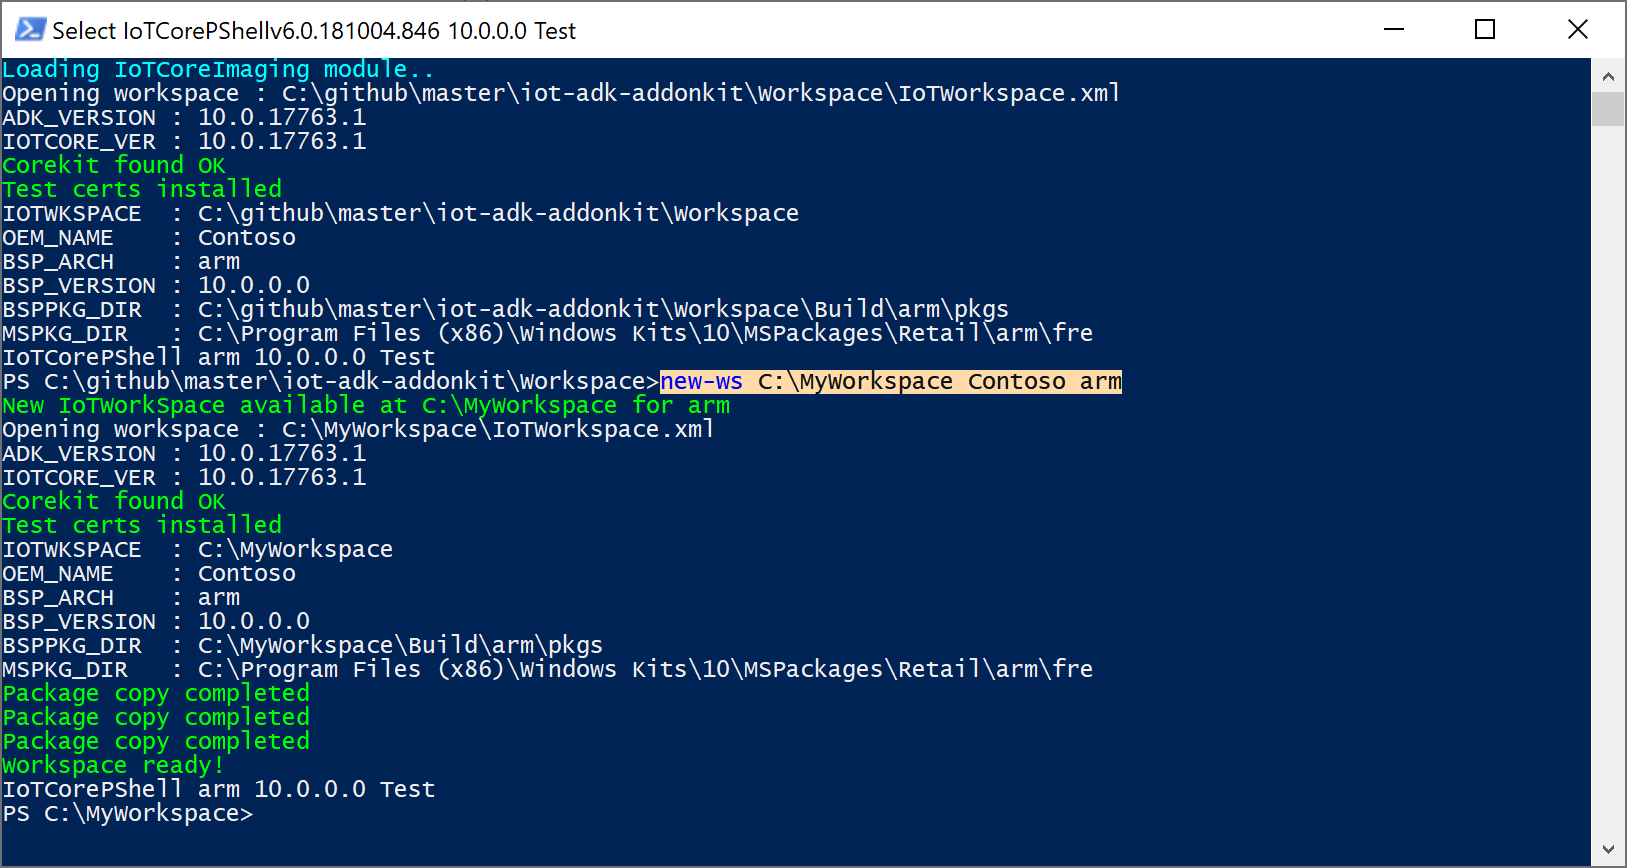 Select IoTCorePShellv6.0.181004.846 10.0.0.0 Test
Loading IoTCoreImaging module..
Opening workspace : C:\github\master\iot-adk-addonkit\Workspace\IoTWorkspace.xml
ADK_VERSION : 10.0.17763.1
IOTCORE_VER : 10.0.17763.1
Corekit found OK
Test certs installed
IOTWKSPACE  : C:\github\master\iot-adk-addonkit\Workspace
OEM_NAME    : Contoso
BSP_ARCH    : arm
BSP_VERSION : 10.0.0.0
BSPPKG_DIR  : C:\github\master\iot-adk-addonkit\Workspace\Build\arm\pkgs
MSPKG_DIR   : C:\Program Files (x86)\Windows Kits\10\MSPackages\Retail\arm\fre
IoTCorePShell arm 10.0.0.0 Test
PS C:\github\master\iot-adk-addonkit\Workspace>new-ws C:\MyWorkspace Contoso arm
New IoTWorkSpace available at C:\MyWorkspace for arm
Opening workspace : C:\MyWorkspace\IoTWorkspace.xml
ADK_VERSION : 10.0.17763.1
IOTCORE_VER : 10.0.17763.1
Corekit found OK
Test certs installed
IOTWKSPACE  : C:\MyWorkspace
OEM_NAME    : Contoso
BSP_ARCH    : arm
BSP_VERSION : 10.0.0.0
BSPPKG_DIR  : C:\MyWorkspace\Build\arm\pkgs
MSPKG_DIR   : C:\Program Files (x86)\Windows Kits\10\MSPackages\Retail\arm\fre
Package copy completed
Package copy completed
Package copy completed
Workspace ready!
IoTCorePShell arm 10.0.0.0 Test
PS C:\MyWorkspace>